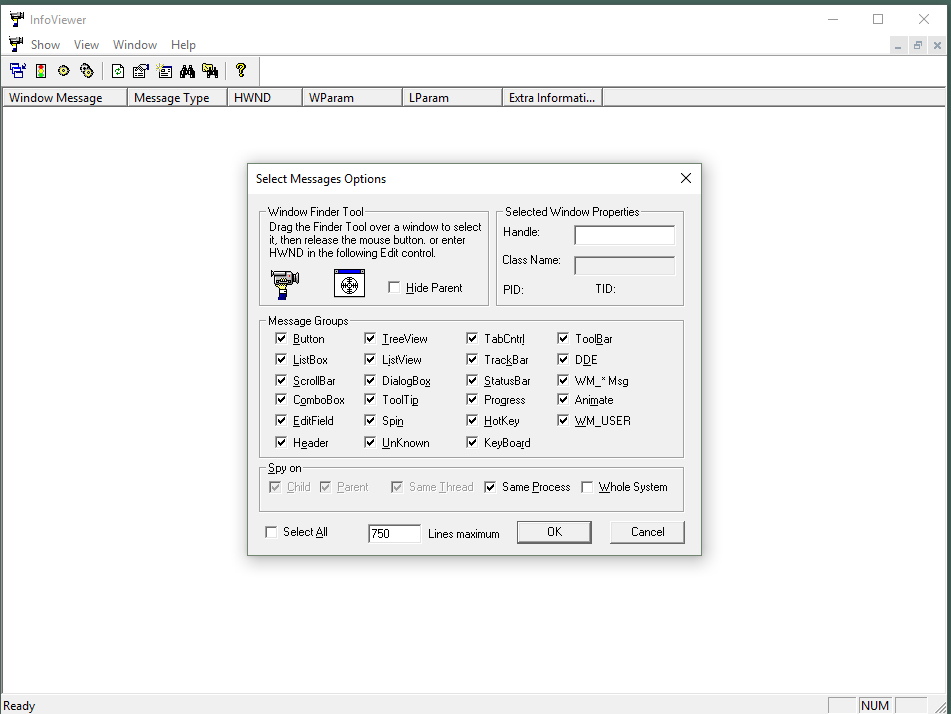 InfoViewer
Show View Window Help
Window Message Message Type HWND WParam LParam Extra Informati...
Select Messages Options
Window Finder Tool
Drag the Finder Tool over a window to select
it, then release the mouse button. or enter
HWND in the following Edit control.
Hide Parent
Selected Window Properties
Handle:
Class Name:
PID: TID:
Message Groups
Button TreeView TabCntrl ToolBar
ListBox ListView TrackBar DDE
ScrollBar DialogBox StatusBar WM_* Msg
ComboBox ToolTip Progress Animate
EditField Spin HotKey WM_USER
Header UnKnown KeyBoard
Spy on
Child Parent Same Thread Same Process Whole System
Select All 750 Lines maximum OK Cancel
Ready NUM